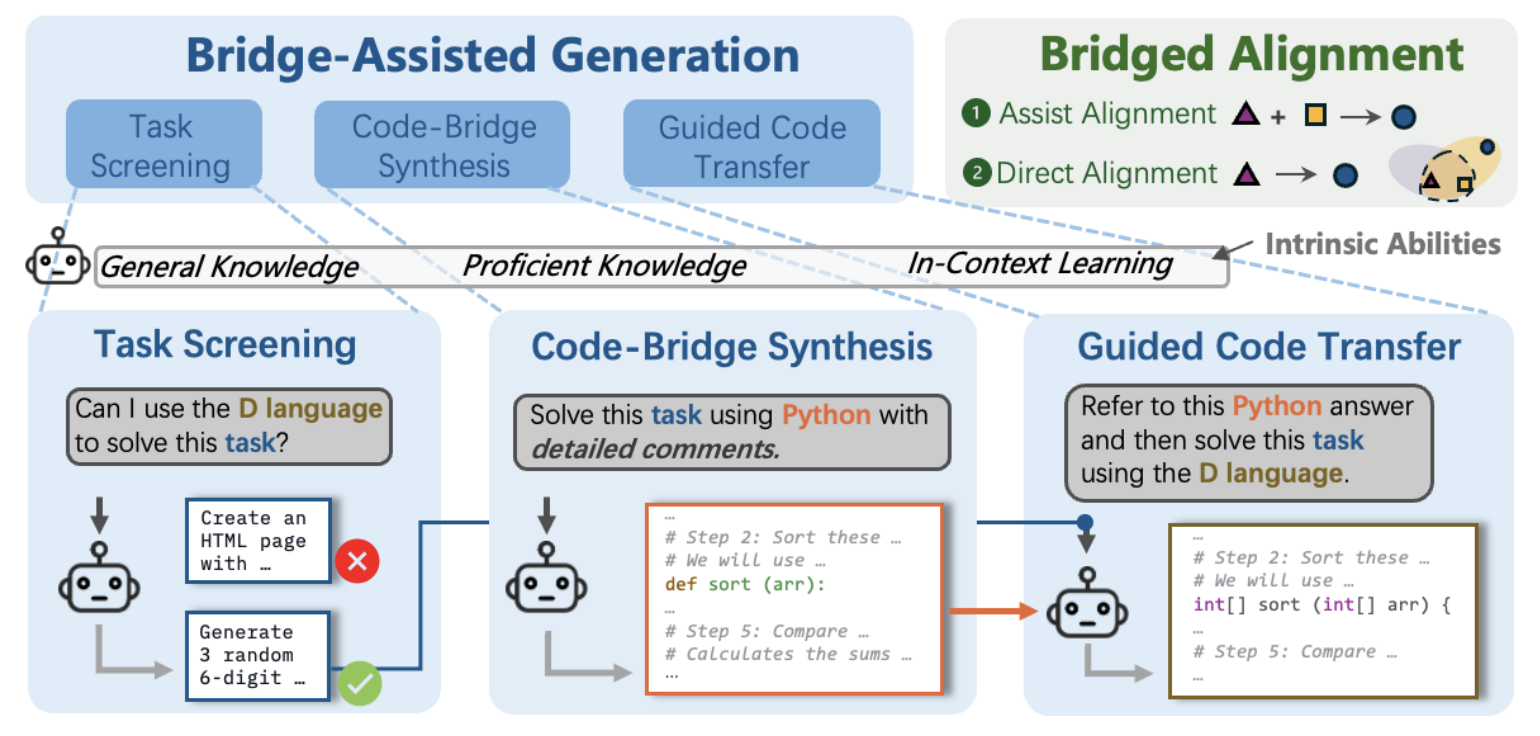 Bridge-Assisted Generation
Task
Screening
Code-Bridge
Synthesis
Guided Code
Transfer
Bridged Alignment
1 Assist Alignment + →
2 Direct Alignment →
Intrinsic Abilities
General Knowledge
Proficient Knowledge
In-Context Learning
Task Screening
Can I use the D language
to solve this task?
Create an
HTML page
with …
Generate
3 random
6-digit …
Code-Bridge Synthesis
Solve this task using Python with
detailed comments.
…
# Step 2: Sort these …
# We will use …
def sort (arr):
…
# Step 5: Compare …
# Calculates the sums …
…
Guided Code Transfer
Refer to this Python answer
and then solve this task
using the D language.
…
# Step 2: Sort these …
# We will use …
int[] sort (int[] arr) {
…
# Step 5: Compare …
…